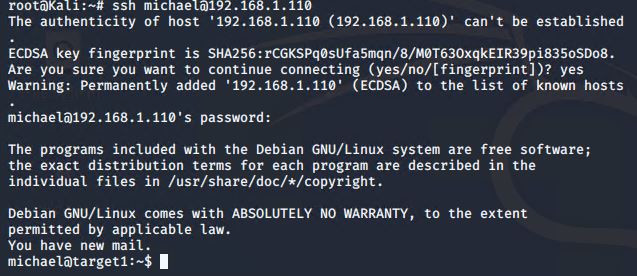 root@Kali:~# ssh michael@192.168.1.110
The authenticity of host '192.168.1.110 (192.168.1.110)' can't be established
.
ECDSA key fingerprint is SHA256:rCGKSPq0sUfa5mqn/8/M0T63OxqkEIR39pi835oSDo8.
Are you sure you want to continue connecting (yes/no/[fingerprint])? yes
Warning: Permanently added '192.168.1.110' (ECDSA) to the list of known hosts
.
michael@192.168.1.110's password:
The programs included with the Debian GNU/Linux system are free software;
the exact distribution terms for each program are described in the
individual files in /usr/share/doc/*/copyright.
Debian GNU/Linux comes with ABSOLUTELY NO WARRANTY, to the extent
permitted by applicable law.
You have new mail.
michael@target1:~$